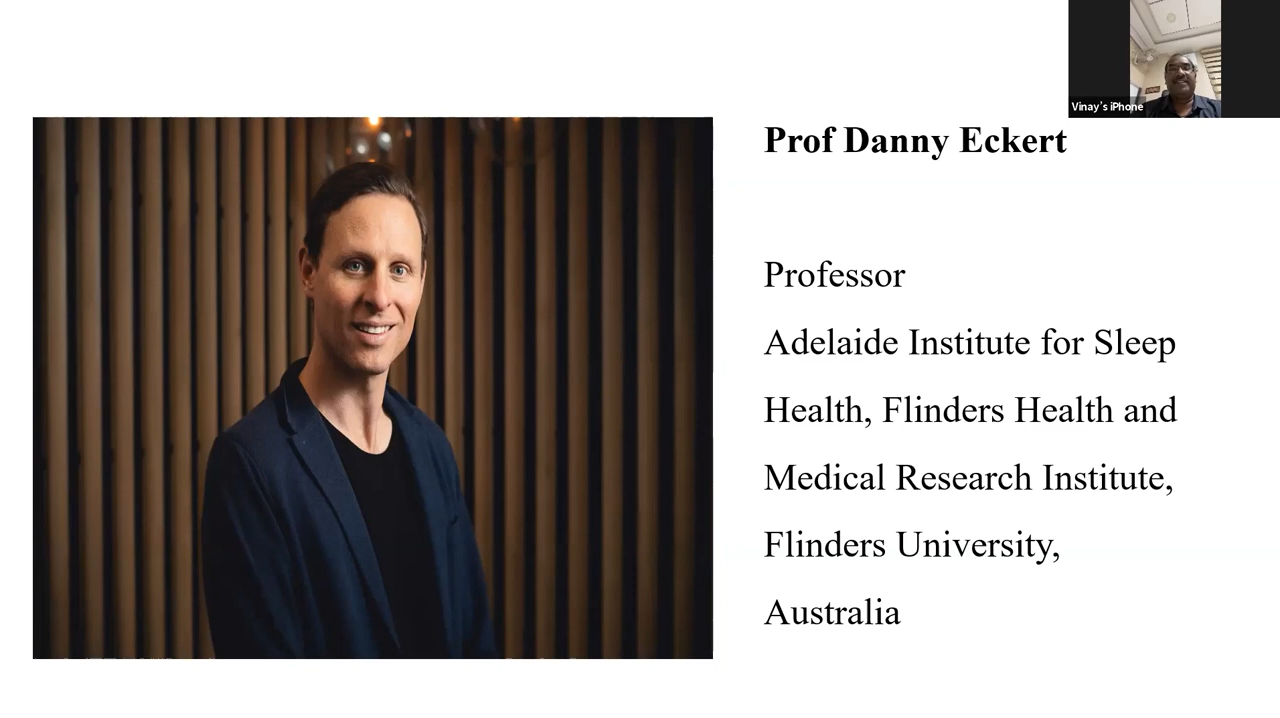 Vinay's iPhone
Prof Danny Eckert
Professor
Adelaide Institute for Sleep
Health, Flinders Health and
Medical Research Institute,
Flinders University,
Australia